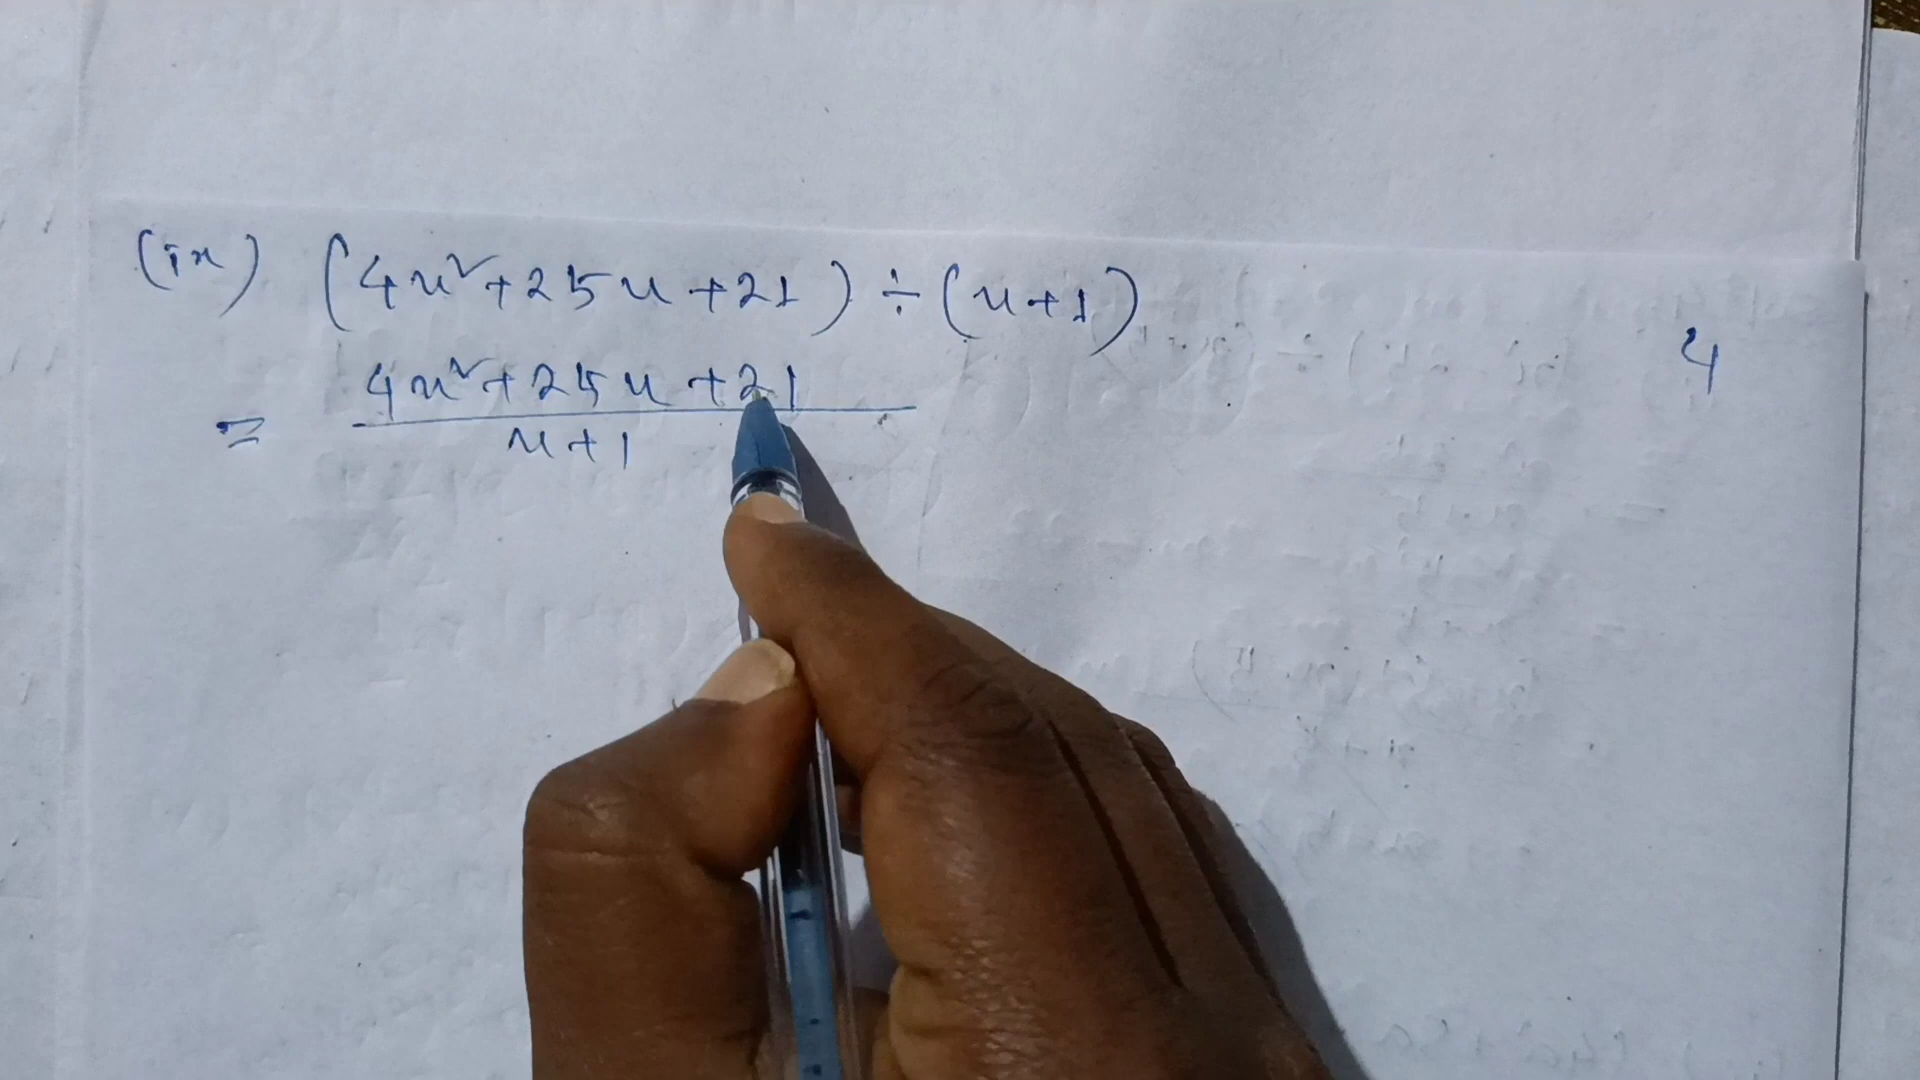 (ix) (4x²+25x+21) ÷ (x+1)
4
= 4x²+25x+21
x+1